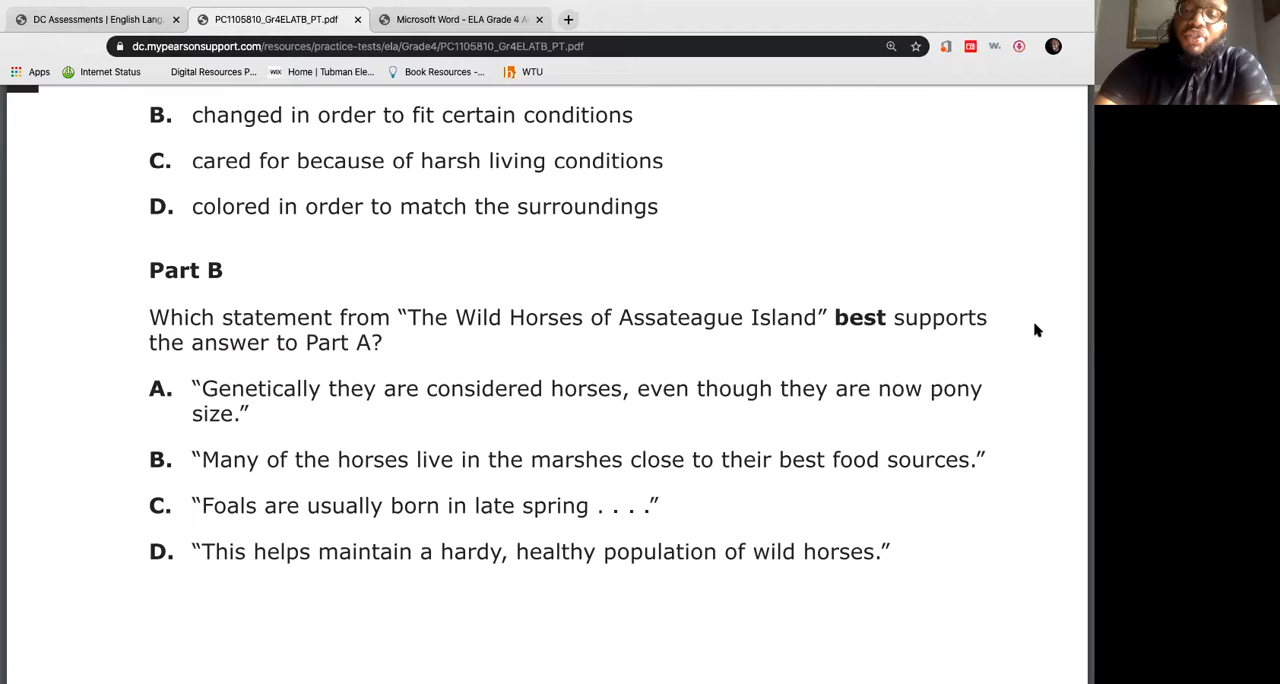 DC Assessments | English Lang.
PC1105810_Gr4ELATB_PT.pdf
Microsoft Word - ELA Grade 4 A
dc.mypearsonsupport.com/resources/practice-tests/ela/Grade4/PC1105810_Gr4ELATB_PT.pdf
Apps
Internet Status
Digital Resources P...
WIX Home | Tubman Ele...
Book Resources -...
WTU
B. changed in order to fit certain conditions
C. cared for because of harsh living conditions
D. colored in order to match the surroundings
Part B
Which statement from “The Wild Horses of Assateague Island” best supports
the answer to Part A?
A. “Genetically they are considered horses, even though they are now pony
size.”
B. “Many of the horses live in the marshes close to their best food sources.”
C. “Foals are usually born in late spring . . . .”
D. “This helps maintain a hardy, healthy population of wild horses.”